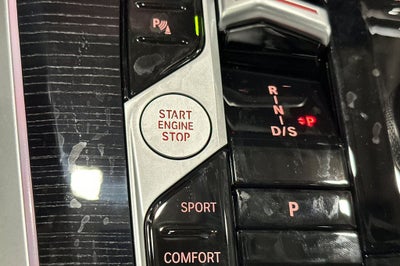 P
START
ENGINE
STOP
R
N
D/S
P
SPORT
P
COMFORT